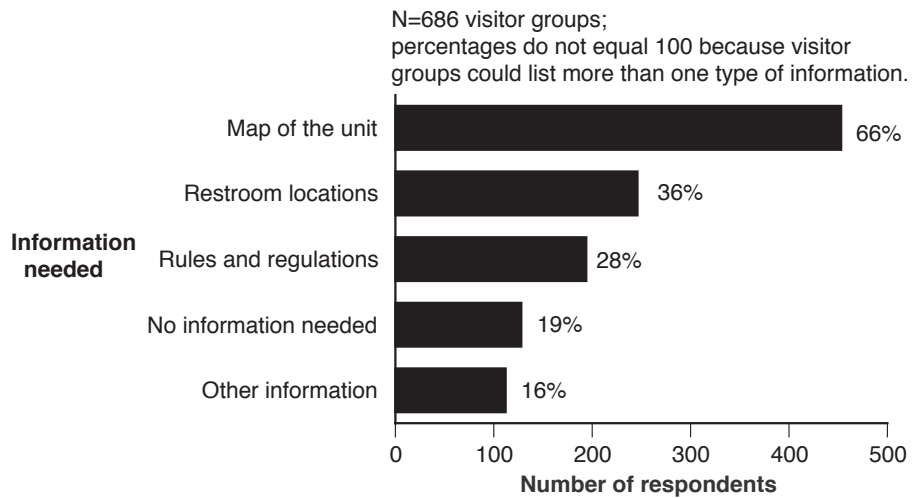 N=686 visitor groups;
percentages do not equal 100 because visitor
groups could list more than one type of information.
Map of the unit
66%
Restroom locations
36%
Information
needed
Rules and regulations
28%
No information needed
19%
Other information
16%
0 100 200 300 400 500
Number of respondents